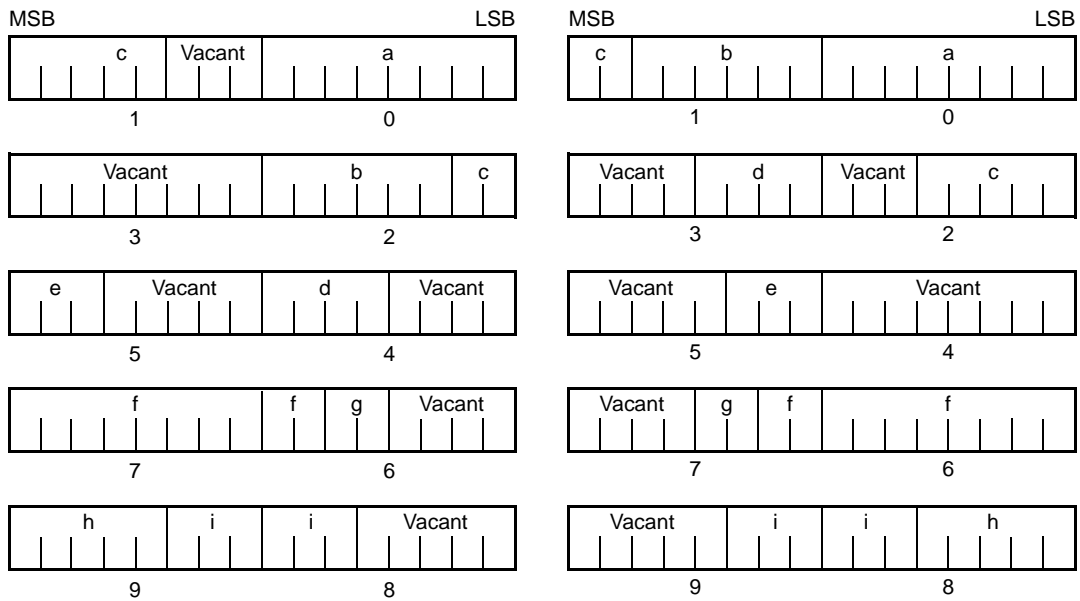 MSB LSB MSB LSB
c Vacant a c b a
1 0 1 0
Vacant b c Vacant d Vacant c
3 2 3 2
e Vacant d Vacant Vacant e Vacant
5 4 5 4
f f g Vacant Vacant g f f
7 6 7 6
h i i Vacant Vacant i i h
9 8 9 8